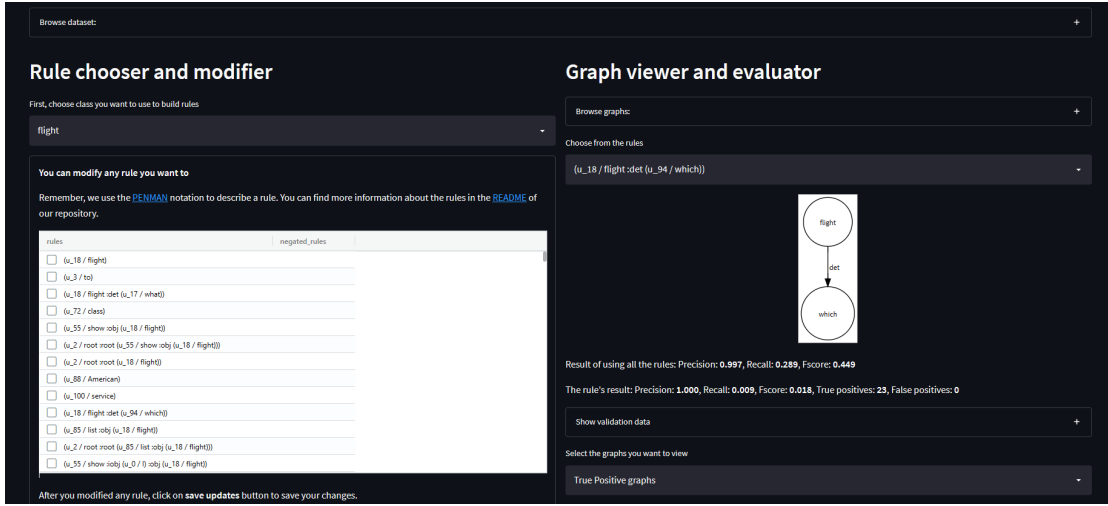 Browse dataset:
+
Rule chooser and modifier
First, choose class you want to use to build rules
flight
You can modify any rule you want to
Remember, we use the PENMAN notation to describe a rule. You can find more information about the rules in the README of
our repository.
rules negated_rules
(u_18 / flight)
(u_3 / to)
(u_18 / flight :det (u_17 / what))
(u_72 / class)
(u_55 / show :obj (u_18 / flight))
(u_2 / root :root (u_55 / show :obj (u_18 / flight)))
(u_2 / root :root (u_18 / flight))
(u_88 / American)
(u_100 / service)
(u_18 / flight :det (u_94 / which))
(u_85 / list :obj (u_18 / flight))
(u_2 / root :root (u_85 / list :obj (u_18 / flight)))
(u_55 / show :iobj (u_0 / I) :obj (u_18 / flight))
After you modified any rule, click on save updates button to save your changes.
Graph viewer and evaluator
Browse graphs:
+
Choose from the rules
(u_18 / flight :det (u_94 / which))
flight
det
which
Result of using all the rules: Precision: 0.997, Recall: 0.289, Fscore: 0.449
The rule's result: Precision: 1.000, Recall: 0.009, Fscore: 0.018, True positives: 23, False positives: 0
Show validation data
+
Select the graphs you want to view
True Positive graphs